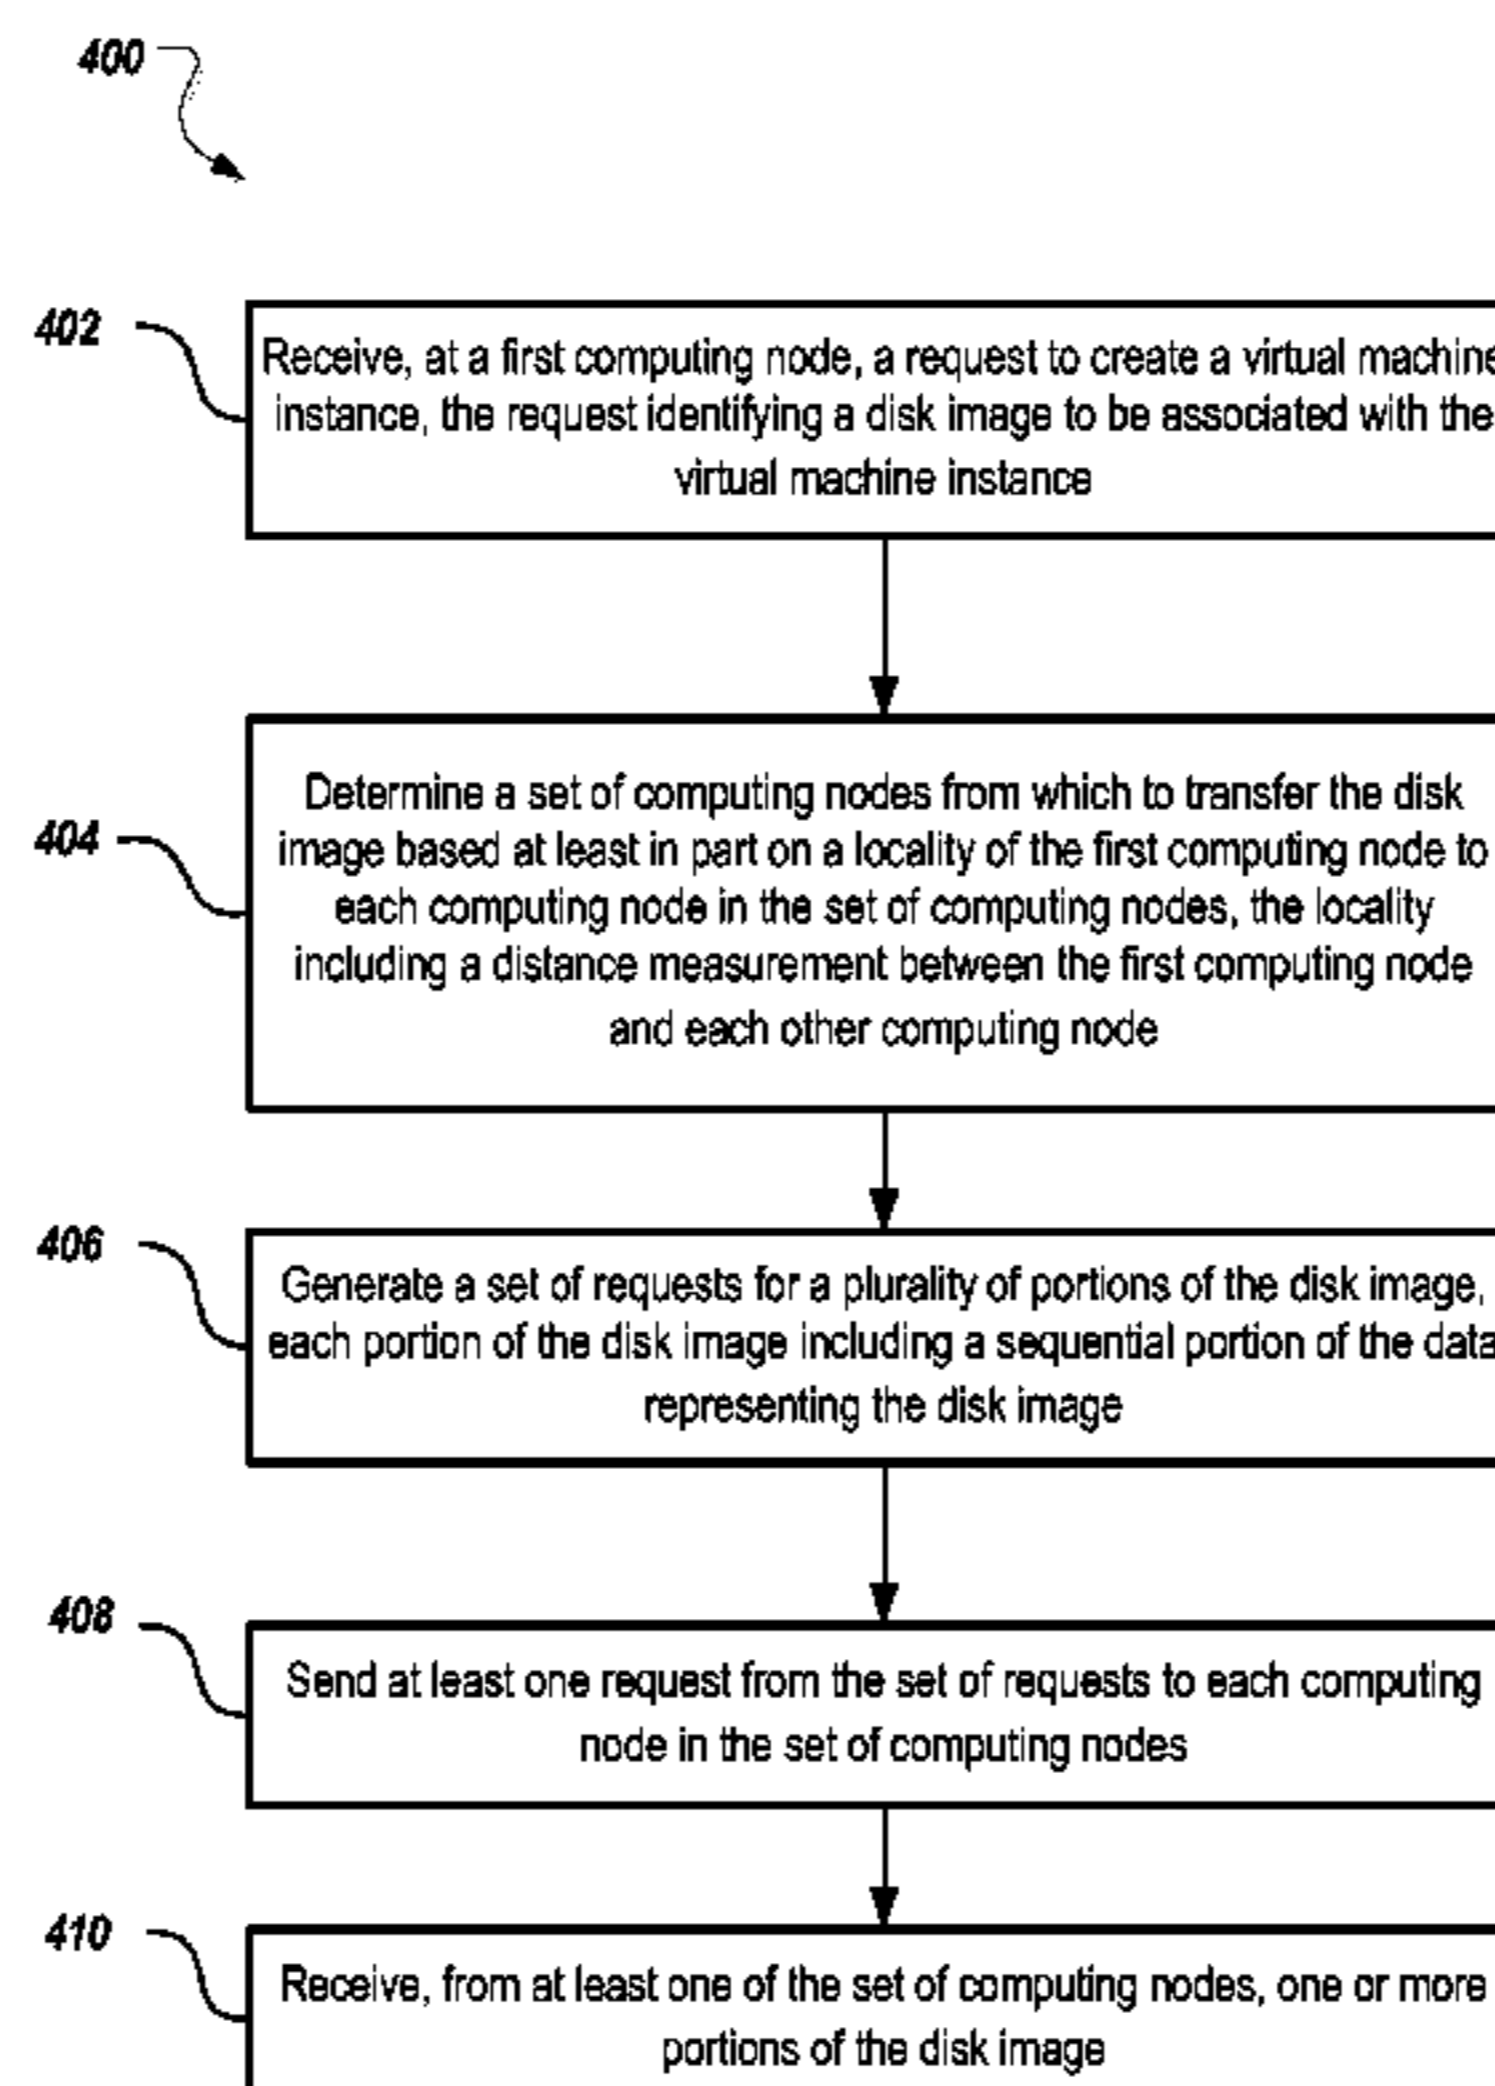 400
402
Receive, at a first computing node, a request to create a virtual machine
instance, the request identifying a disk image to be associated with the
virtual machine instance
404
Determine a set of computing nodes from which to transfer the disk
image based at least in part on a locality of the first computing node to
each computing node in the set of computing nodes, the locality
including a distance measurement between the first computing node
and each other computing node
406
Generate a set of requests for a plurality of portions of the disk image,
each portion of the disk image including a sequential portion of the data
representing the disk image
408
Send at least one request from the set of requests to each computing
node in the set of computing nodes
410
Receive, from at least one of the set of computing nodes, one or more
portions of the disk image